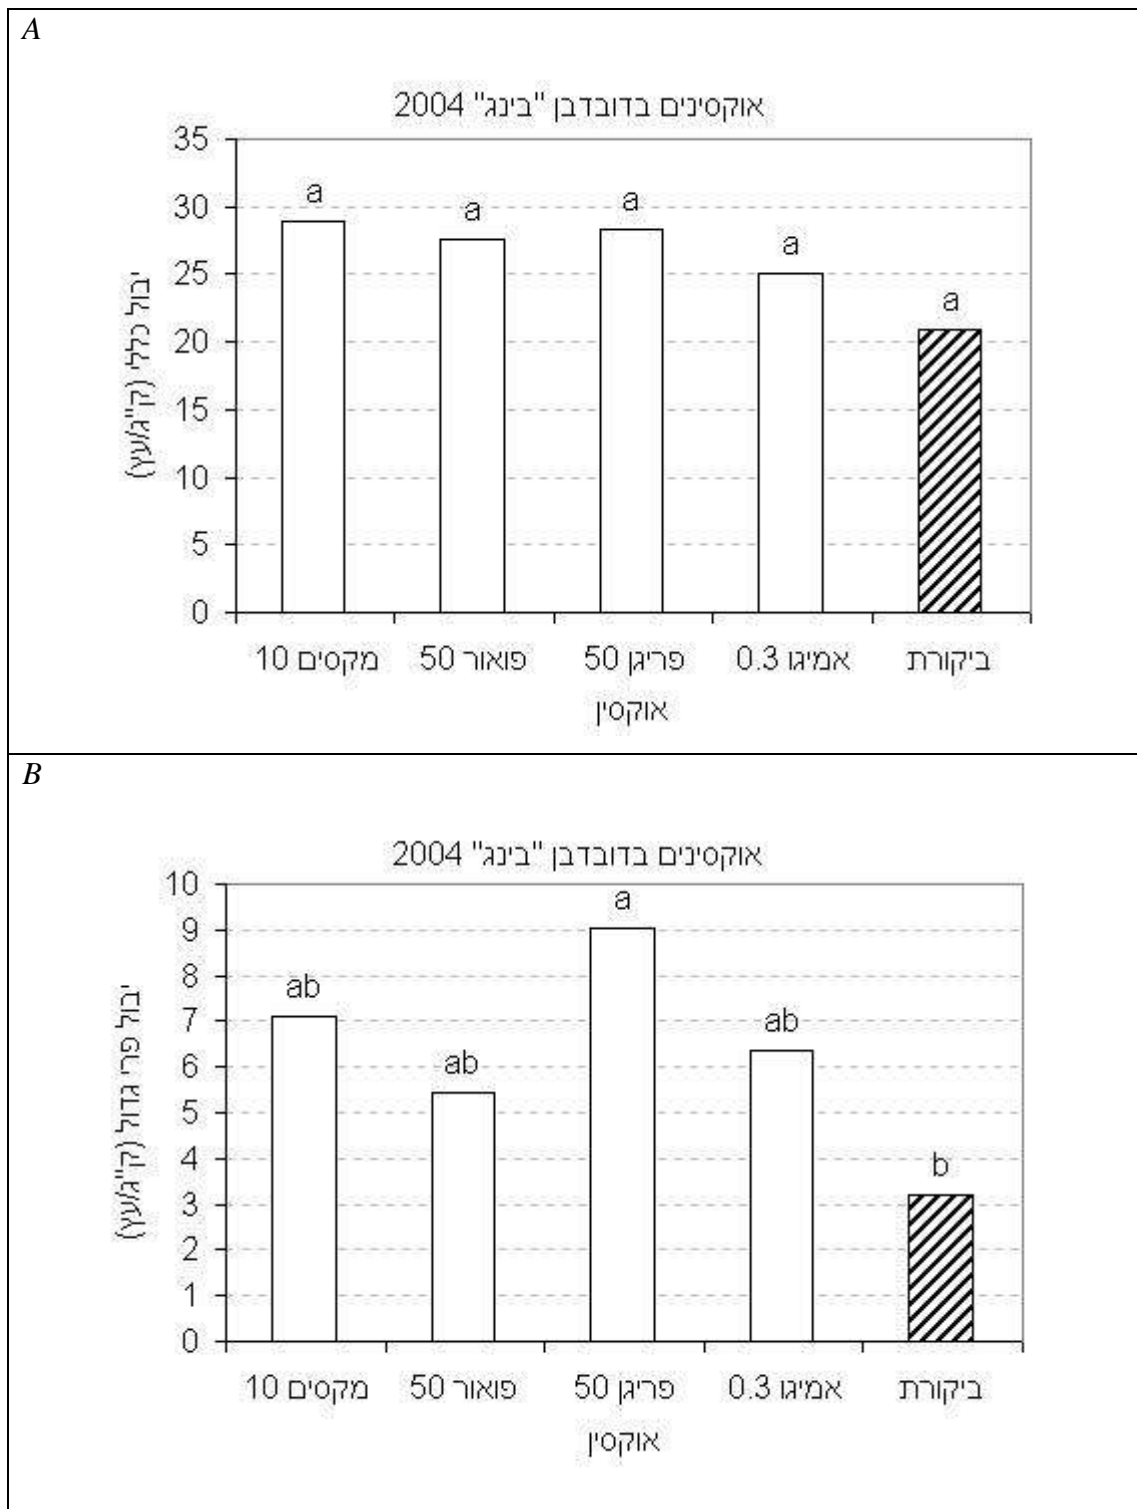 A
אוקסינים בדובדבן "בינג" 2004
יבול כללי (ק"ג/עץ)
35
30
25
20
15
10
5
0
a
a
a
a
a
מקסים 10
פואור 50
פריגן 50
אמיגו 0.3
ביקורת
אוקסין
B
אוקסינים בדובדבן "בינג" 2004
יבול פרי גדול (ק"ג/עץ)
10
9
8
7
6
5
4
3
2
1
0
ab
ab
a
ab
b
מקסים 10
פואור 50
פריגן 50
אמיגו 0.3
ביקורת
אוקסין